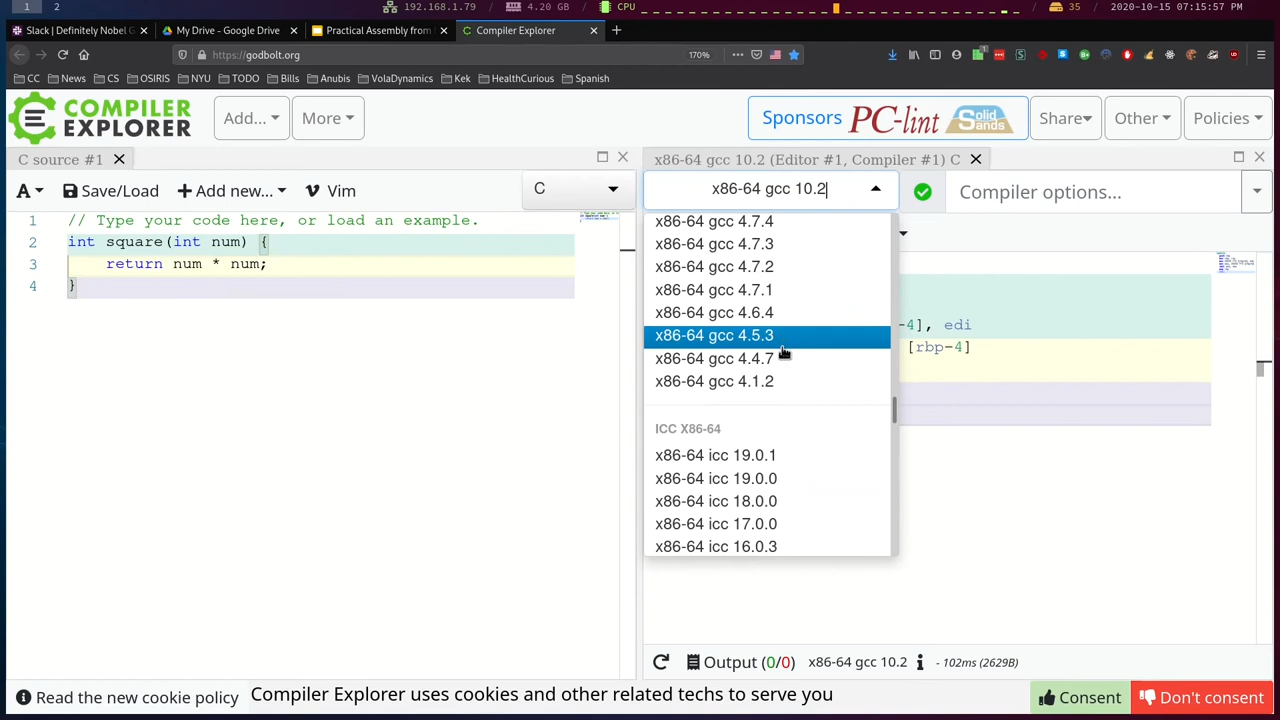 1 2 192.168.1.79 4.20 GB CPU 35 2020-10-15 07:15:57 PM
Slack | Definitely Nobel G My Drive - Google Drive Practical Assembly from Compiler Explorer
https://godbolt.org 170%
CC News CS OSIRIS NYU TODO Bills Anubis VolaDynamics Kek HealthCurious Spanish
COMPILER EXPLORER Add... More Sponsors PC-lint Solid Sands Share Other Policies
C source #1 x86-64 gcc 10.2 (Editor #1, Compiler #1) C
A Save/Load Add new... Vim C x86-64 gcc 10.2 Compiler options...
1 // Type your code here, or load an example.
2 int square(int num) {
3 return num * num;
4 }
x86-64 gcc 4.7.4
x86-64 gcc 4.7.3
x86-64 gcc 4.7.2
x86-64 gcc 4.7.1
x86-64 gcc 4.6.4
x86-64 gcc 4.5.3
x86-64 gcc 4.4.7
x86-64 gcc 4.1.2
ICC X86-64
x86-64 icc 19.0.1
x86-64 icc 19.0.0
x86-64 icc 18.0.0
x86-64 icc 17.0.0
x86-64 icc 16.0.3
-4], edi
[rbp-4]
Output (0/0) x86-64 gcc 10.2 - 102ms (2629B)
Read the new cookie policy Compiler Explorer uses cookies and other related techs to serve you Consent Don't consent